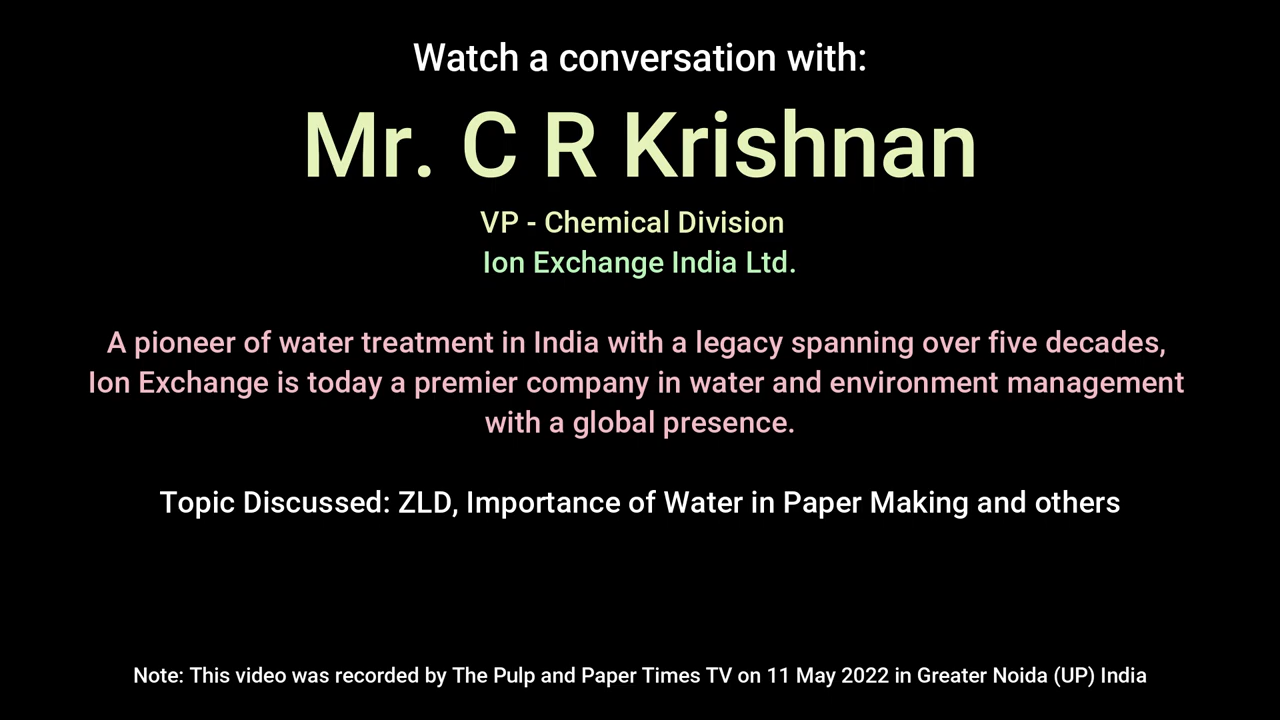 Watch a conversation with:
Mr. C R Krishnan
VP - Chemical Division
Ion Exchange India Ltd.
A pioneer of water treatment in India with a legacy spanning over five decades,
Ion Exchange is today a premier company in water and environment management
with a global presence.
Topic Discussed: ZLD, Importance of Water in Paper Making and others
Note: This video was recorded by The Pulp and Paper Times TV on 11 May 2022 in Greater Noida (UP) India